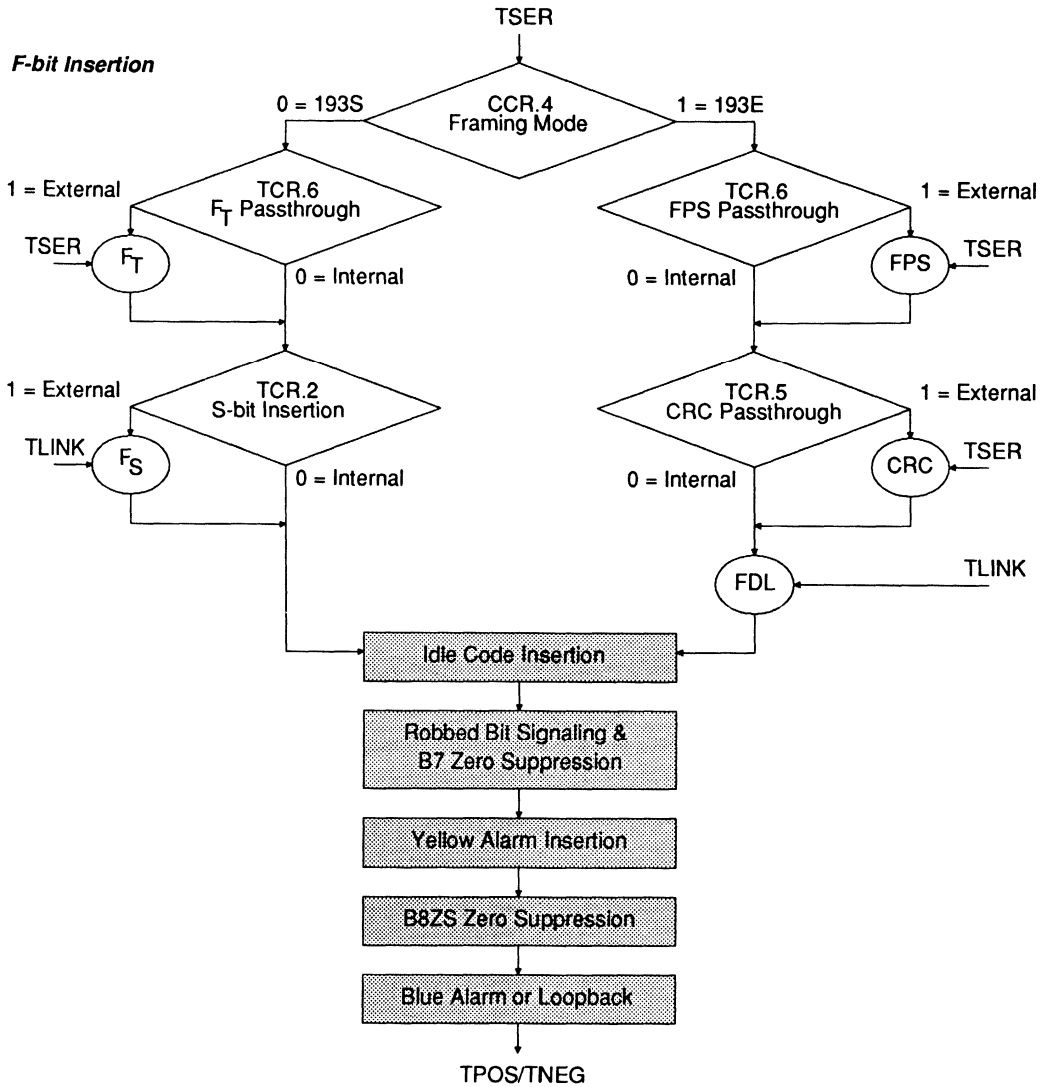 TSER
F-bit Insertion
0 = 193S
CCR.4
Framing Mode
1 = 193E
1 = External
TCR.6
FT Passthrough
TCR.6
FPS Passthrough
1 = External
TSER
FT
FPS
TSER
0 = Internal
0 = Internal
1 = External
TCR.2
S-bit Insertion
TCR.5
CRC Passthrough
1 = External
TLINK
FS
CRC
TSER
0 = Internal
0 = Internal
FDL
TLINK
Idle Code Insertion
Robbed Bit Signaling &
B7 Zero Suppression
Yellow Alarm Insertion
B8ZS Zero Suppression
Blue Alarm or Loopback
TPOS/TNEG